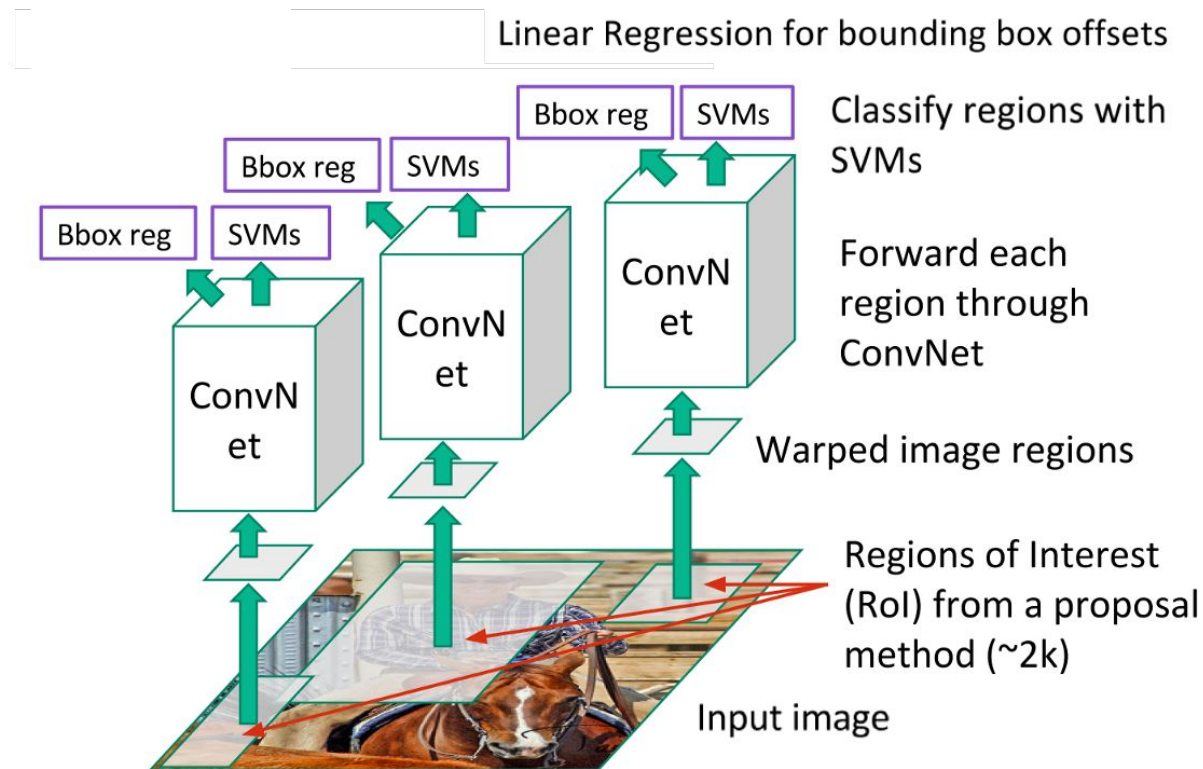 Linear Regression for bounding box offsets
Bbox reg
SVMs
Classify regions with
SVMs
Bbox reg
SVMs
Bbox reg
SVMs
ConvN
et
ConvN
et
ConvN
et
Forward each
region through
ConvNet
Warped image regions
Regions of Interest
(RoI) from a proposal
method (~2k)
Input image